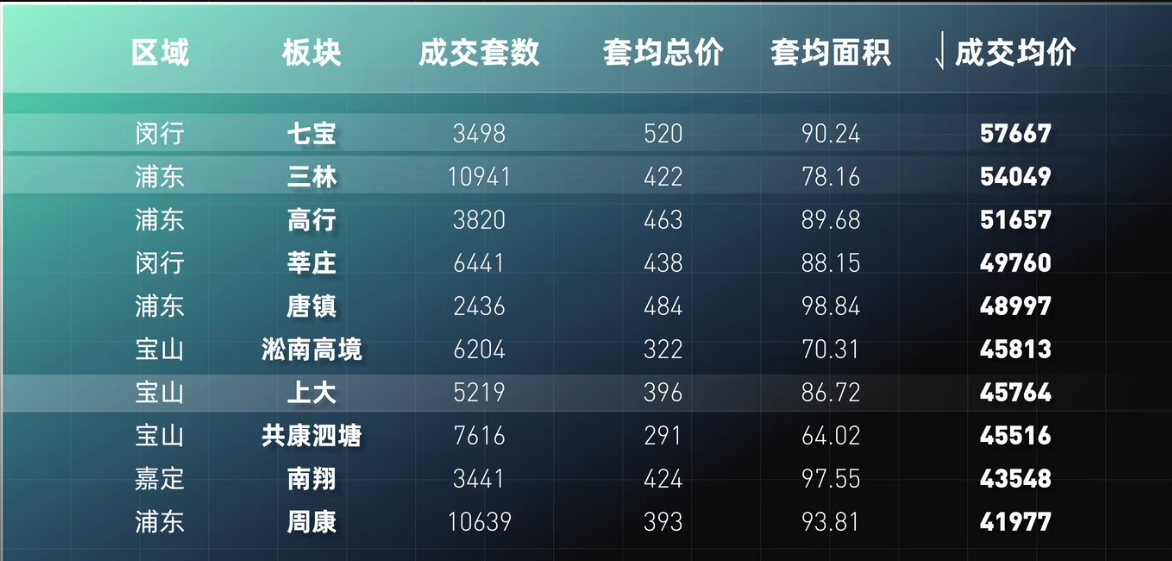 区域 板块 成交套数 套均总价 套均面积 成交均价
闵行 七宝 3498 520 90.24 57667
浦东 三林 10941 422 78.16 54049
浦东 高行 3820 463 89.68 51657
闵行 莘庄 6441 438 88.15 49760
浦东 唐镇 2436 484 98.84 48997
宝山 淞南高境 6204 322 70.31 45813
宝山 上大 5219 396 86.72 45764
宝山 共康泗塘 7616 291 64.02 45516
嘉定 南翔 3441 424 97.55 43548
浦东 周康 10639 393 93.81 41977